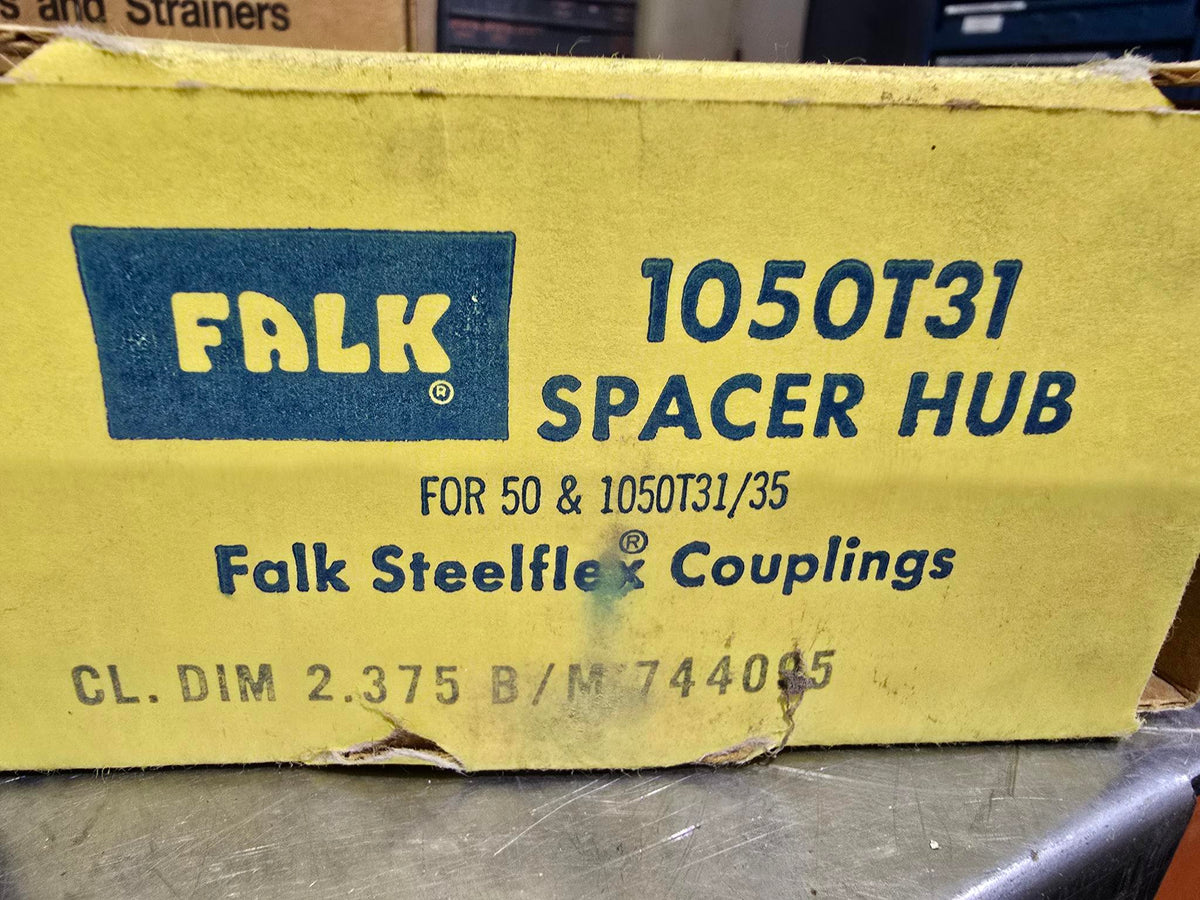 s and Strainers
FALK ®
1050T31
SPACER HUB
FOR 50 & 1050T31/35
Falk Steelflex® Couplings
CL. DIM 2.375 B/M 744095